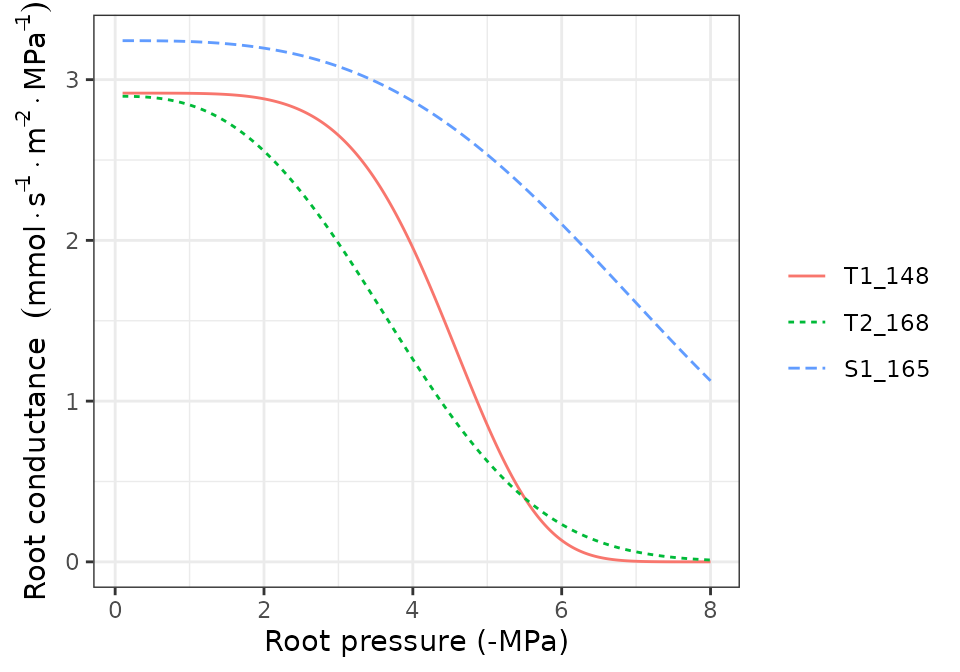 Root conductance (mmol · s⁻¹ · m⁻² · MPa⁻¹)
3
2
1
0
0 2 4 6 8
Root pressure (-MPa)
T1_148
T2_168
S1_165